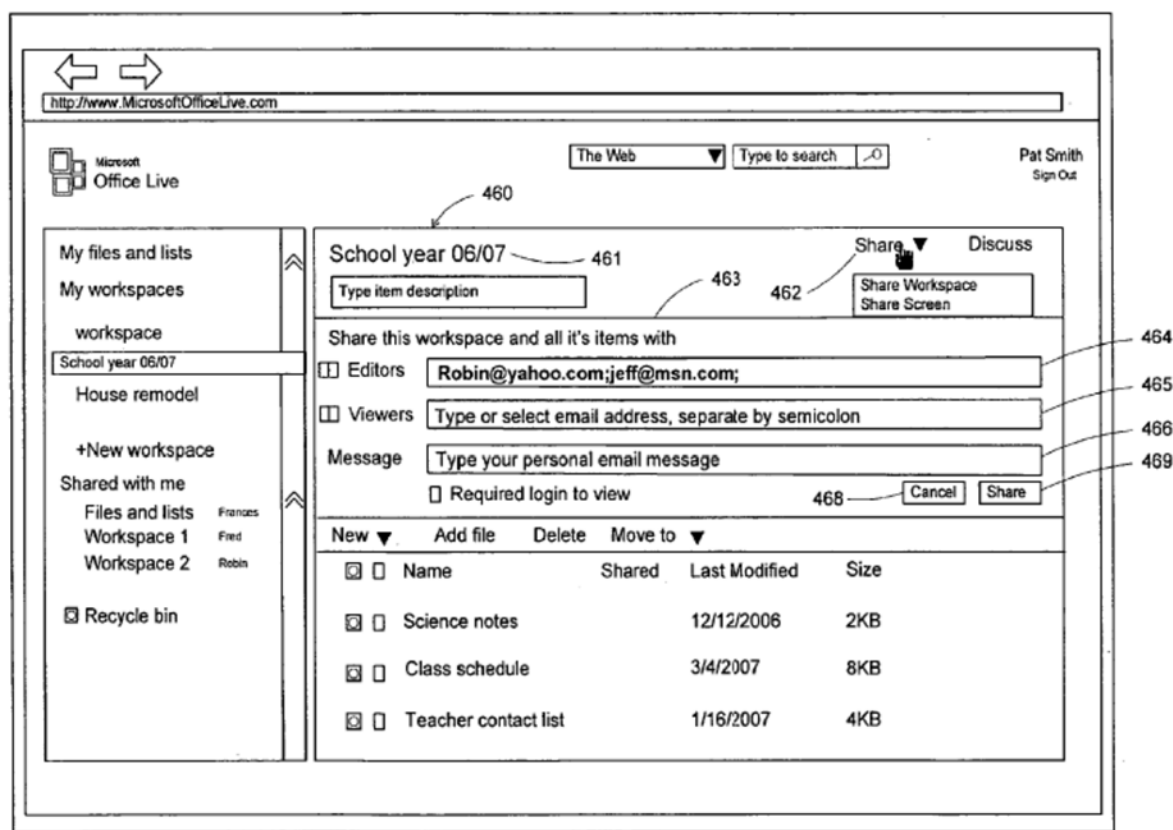 http://www.MicrosoftOfficeLive.com
Microsoft
Office Live
The Web
Type to search
Pat Smith
Sign Out
460
My files and lists
My workspaces
workspace
School year 06/07
House remodel
+New workspace
Shared with me
Files and lists Frances
Workspace 1 Fred
Workspace 2 Robin
Recycle bin
School year 06/07
461
Share
Discuss
462
463
Type item description
Share Workspace
Share Screen
Share this workspace and all it's items with
Editors Robin@yahoo.com;jeff@msn.com;
464
Viewers Type or select email address, separate by semicolon
465
Message Type your personal email message
466
Required login to view
468
Cancel
Share
469
New Add file Delete Move to
Name Shared Last Modified Size
Science notes 12/12/2006 2KB
Class schedule 3/4/2007 8KB
Teacher contact list 1/16/2007 4KB